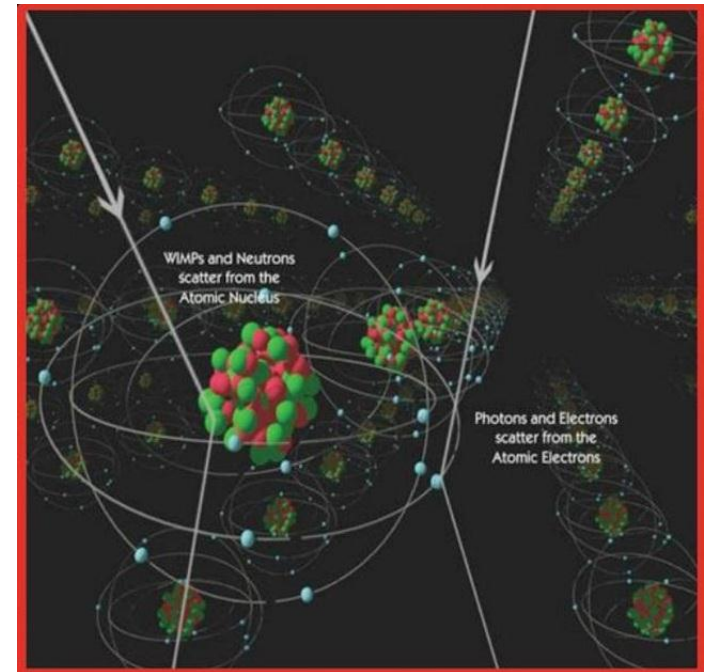 WIMPs and Neutrons
scatter from the
Atomic Nucleus
Photons and Electrons
scatter from the
Atomic Electrons